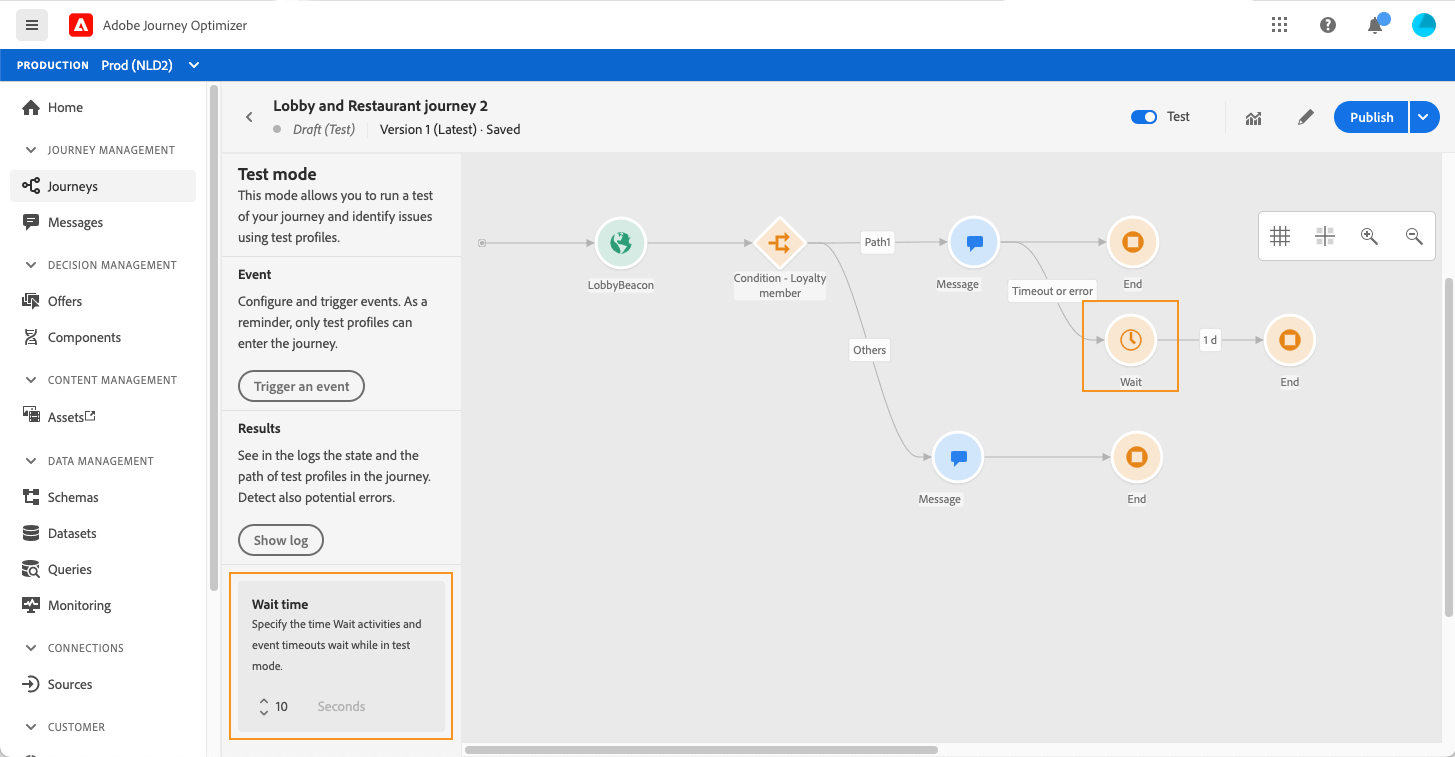 Adobe Journey Optimizer
PRODUCTION Prod (NLD2)
Home
JOURNEY MANAGEMENT
Journeys
Messages
DECISION MANAGEMENT
Offers
Components
CONTENT MANAGEMENT
Assets
DATA MANAGEMENT
Schemas
Datasets
Queries
Monitoring
CONNECTIONS
Sources
CUSTOMER
Lobby and Restaurant journey 2
Draft (Test) Version 1 (Latest) · Saved
Test
Publish
Test mode
This mode allows you to run a test
of your journey and identify issues
using test profiles.
Event
Configure and trigger events. As a
reminder, only test profiles can
enter the journey.
Trigger an event
Results
See in the logs the state and the
path of test profiles in the journey.
Detect also potential errors.
Show log
Wait time
Specify the time Wait activities and
event timeouts wait while in test
mode.
10 Seconds
LobbyBeacon
Condition - Loyalty
member
Path1
Message
End
Timeout or error
Wait
1 d
End
Others
Message
End